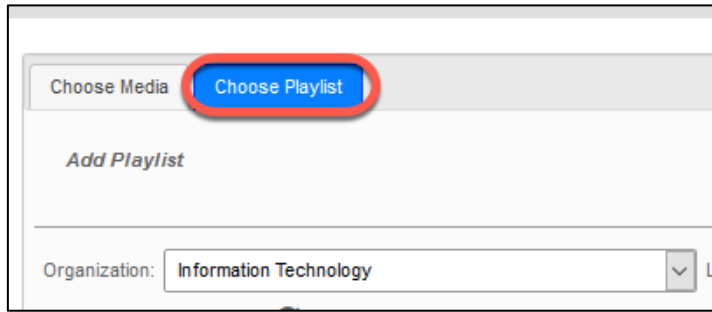 Choose Media Choose Playlist
Add Playlist
Organization: Information Technology